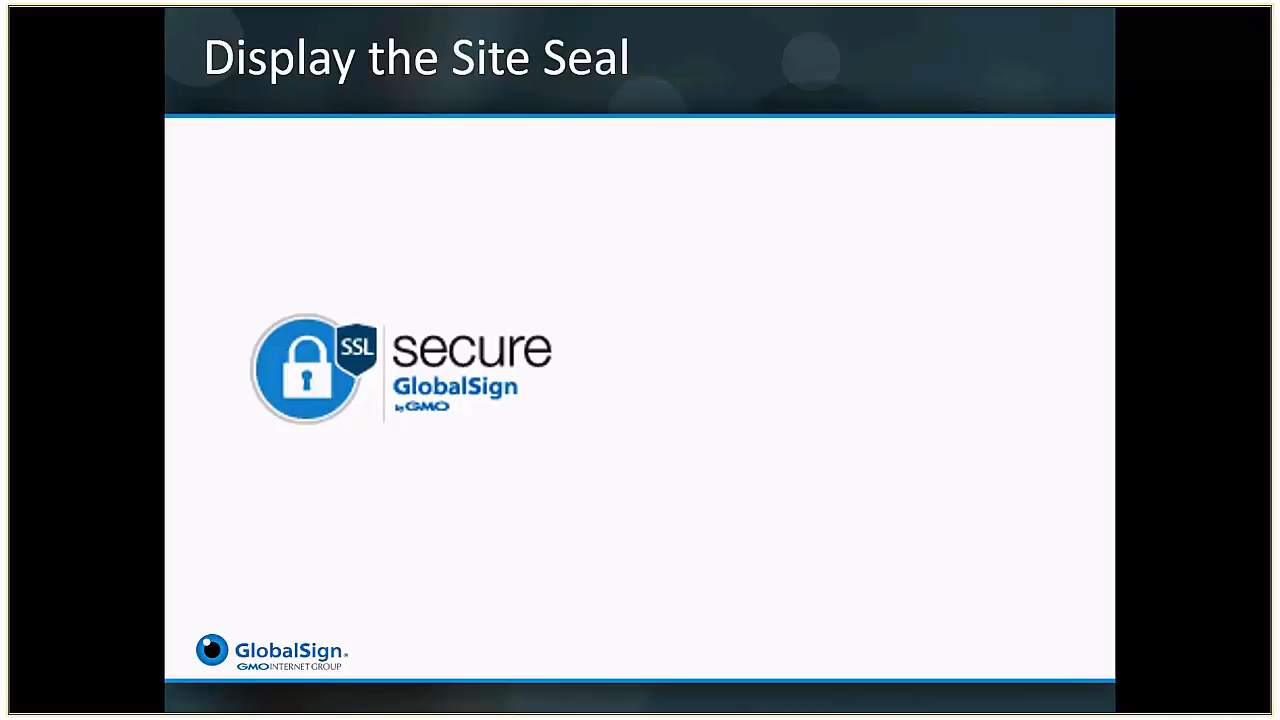 Display the Site Seal
SSL
secure
GlobalSign
by GMO
GlobalSign
GMO INTERNET GROUP